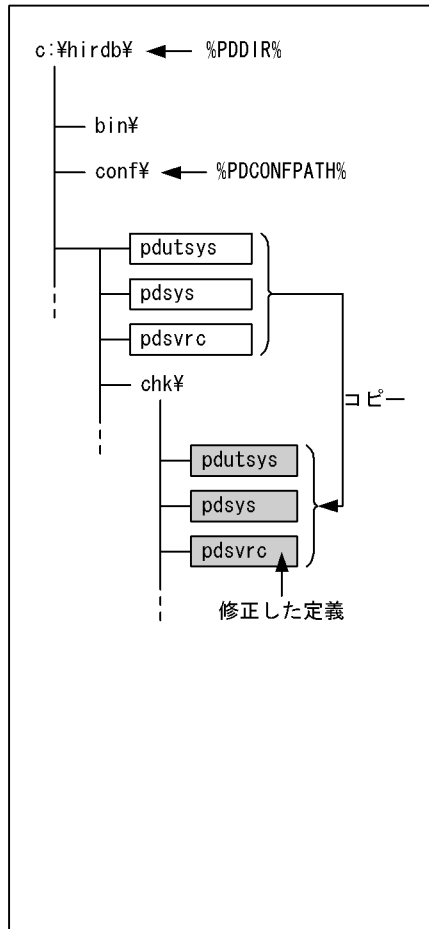 c:¥hirdb¥ %PDDIR%
bin¥
conf¥ %PDCONFPATH%
pdutsys
pdsys
pdsvrc
chk¥
コピー
pdutsys
pdsys
pdsvrc
修正した定義